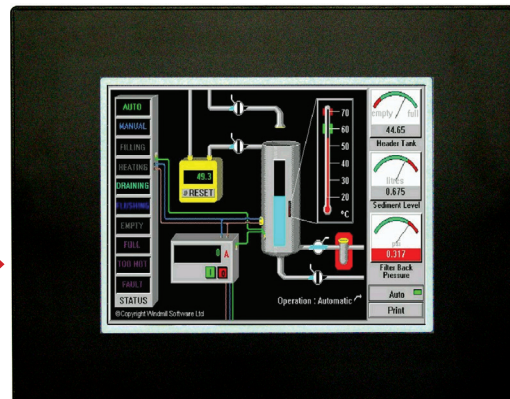 AUTO
MANUAL
FILLING
HEATING
DRAINING
FLUSHING
EMPTY
FULL
TOO HOT
FAULT
STATUS
49.3
RESET
0 A
70
60
50
40
30
20
°C
Operation : Automatic
©Copyright Windmill Software Ltd
empty full
44.65
Header Tank
litres
0.675
Sediment Level
psi
0.317
Filter Back
Pressure
Auto
Print